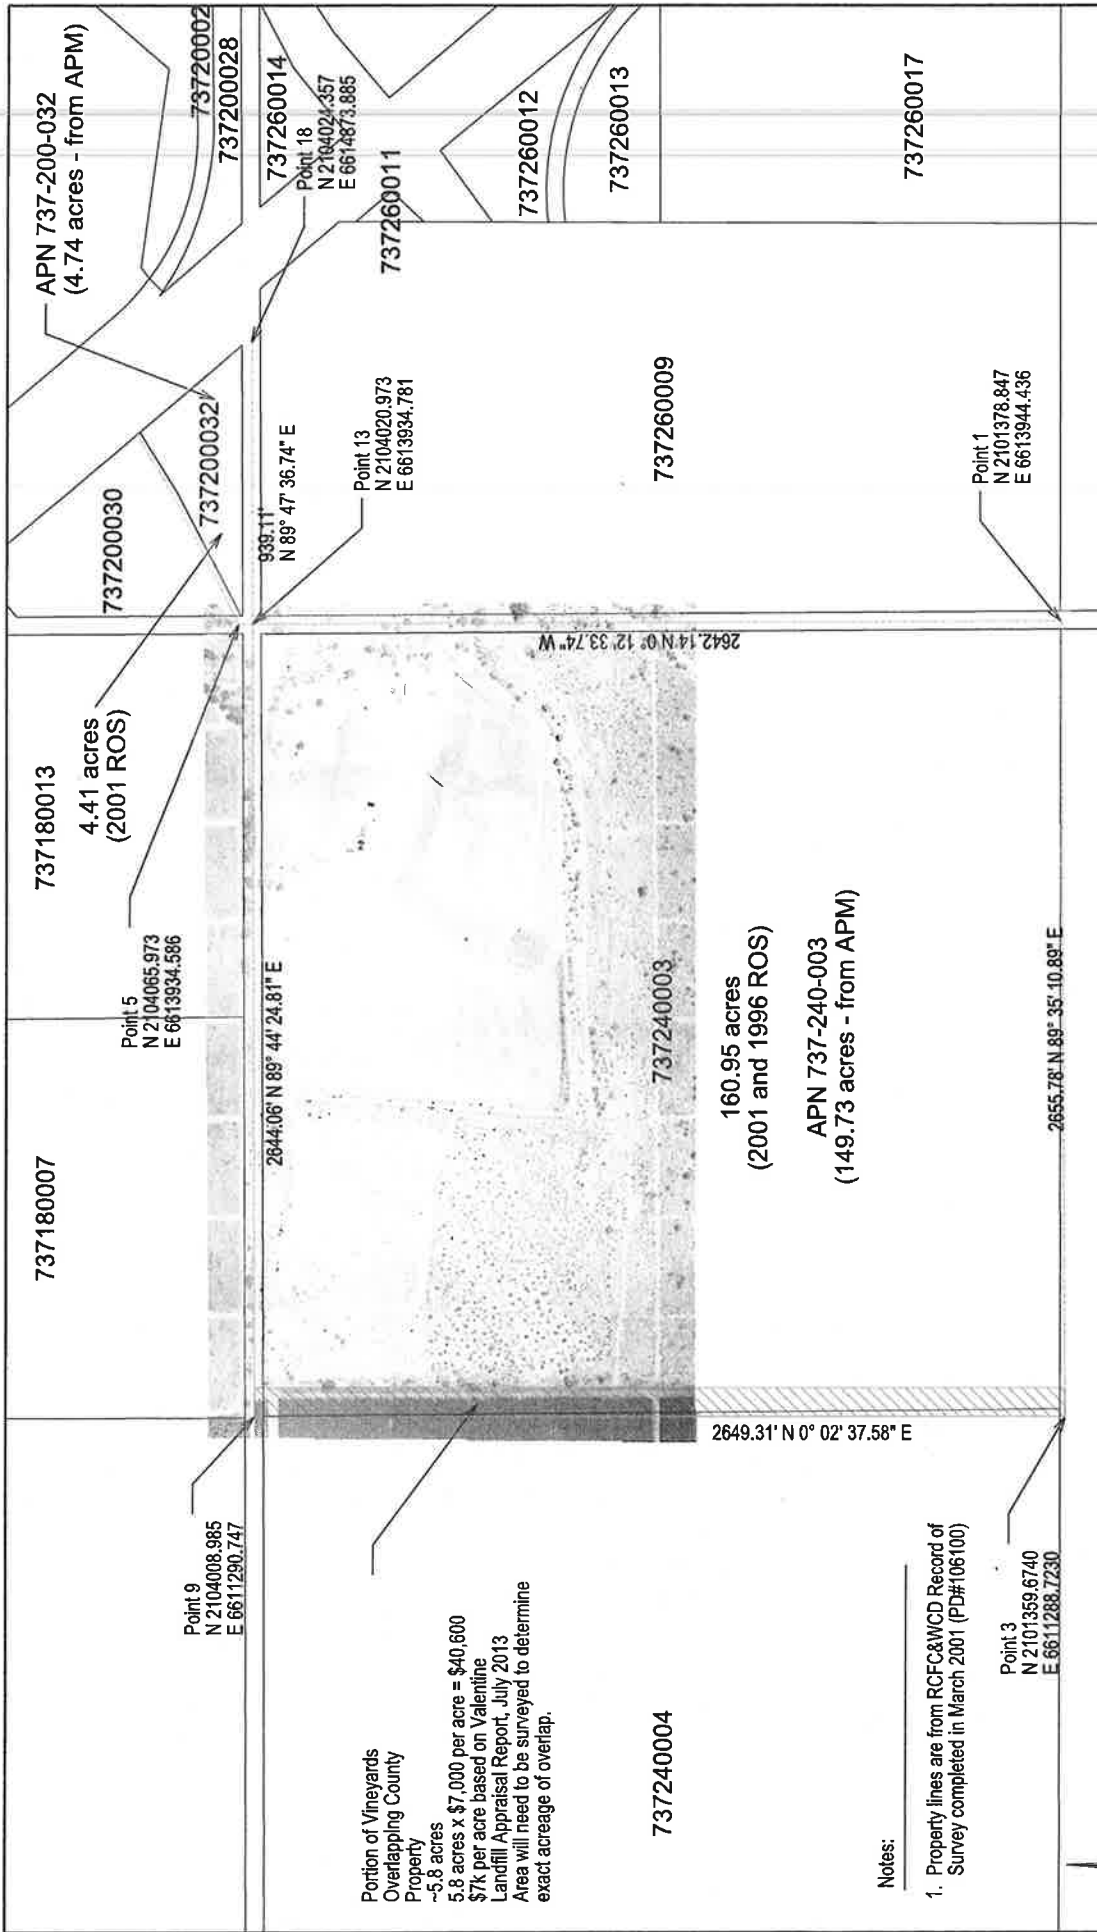 737180007
737180013
737200030
737200032
APN 737-200-032
(4.74 acres - from APM)
73720002
737200028
737260014
Point 18
N 2104024.357
E 6614873.885
737260011
737260012
737260013
737260017
4.41 acres
(2001 ROS)
Point 5
N 2104065.973
E 6613934.586
Point 9
N 2104008.985
E 6611290.747
2644.06' N 89° 44' 24.81" E
939.11'
N 89° 47' 36.74" E
Point 13
N 2104020.973
E 6613934.781
2642.14' N 0° 12' 33.74" W
737260009
Portion of Vineyards
Overlapping County
Property
~5.8 acres
5.8 acres x $7,000 per acre = $40,600
$7k per acre based on Valentine
Landfill Appraisal Report, July 2013
Area will need to be surveyed to determine
exact acreage of overlap.
737240004
737240003
160.95 acres
(2001 and 1996 ROS)
APN 737-240-003
(149.73 acres - from APM)
2649.31' N 0° 02' 37.58" E
2655.78' N 89° 35' 10.89" E
Point 1
N 2101378.847
E 6613944.436
Point 3
N 2101359.6740
E 6611288.7230
Notes:
1. Property lines are from RCFC&WCD Record of
Survey completed in March 2001 (PD#106100)